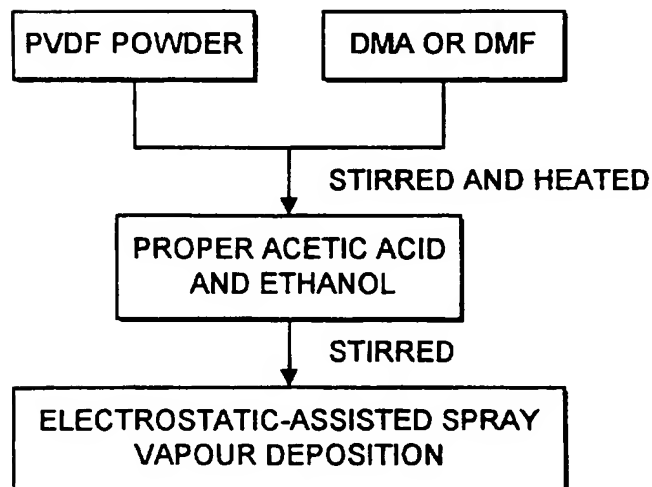 PVDF POWDER
DMA OR DMF
STIRRED AND HEATED
PROPER ACETIC ACID
AND ETHANOL
STIRRED
ELECTROSTATIC-ASSISTED SPRAY
VAPOUR DEPOSITION